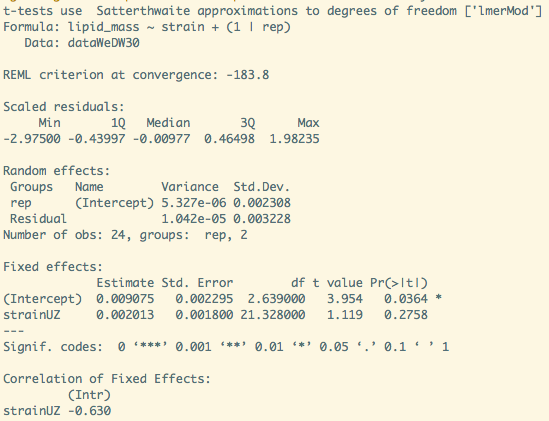 t-tests use  Satterthwaite approximations to degrees of freedom ['lmerMod']
Formula: lipid_mass ~ strain + (1 | rep)
   Data: dataWeDW30

REML criterion at convergence: -183.8

Scaled residuals:
     Min       1Q   Median       3Q      Max
-2.97500 -0.43997 -0.00977  0.46498  1.98235

Random effects:
 Groups   Name        Variance  Std.Dev.
 rep      (Intercept) 5.327e-06 0.002308
 Residual             1.042e-05 0.003228
Number of obs: 24, groups:  rep, 2

Fixed effects:
             Estimate Std. Error        df t value Pr(>|t|)
(Intercept)  0.009075   0.002295  2.639000   3.954   0.0364 *
strainUZ     0.002013   0.001800 21.328000   1.119   0.2758
---
Signif. codes:  0 ‘***’ 0.001 ‘**’ 0.01 ‘*’ 0.05 ‘.’ 0.1 ‘ ’ 1

Correlation of Fixed Effects:
         (Intr)
strainUZ -0.630